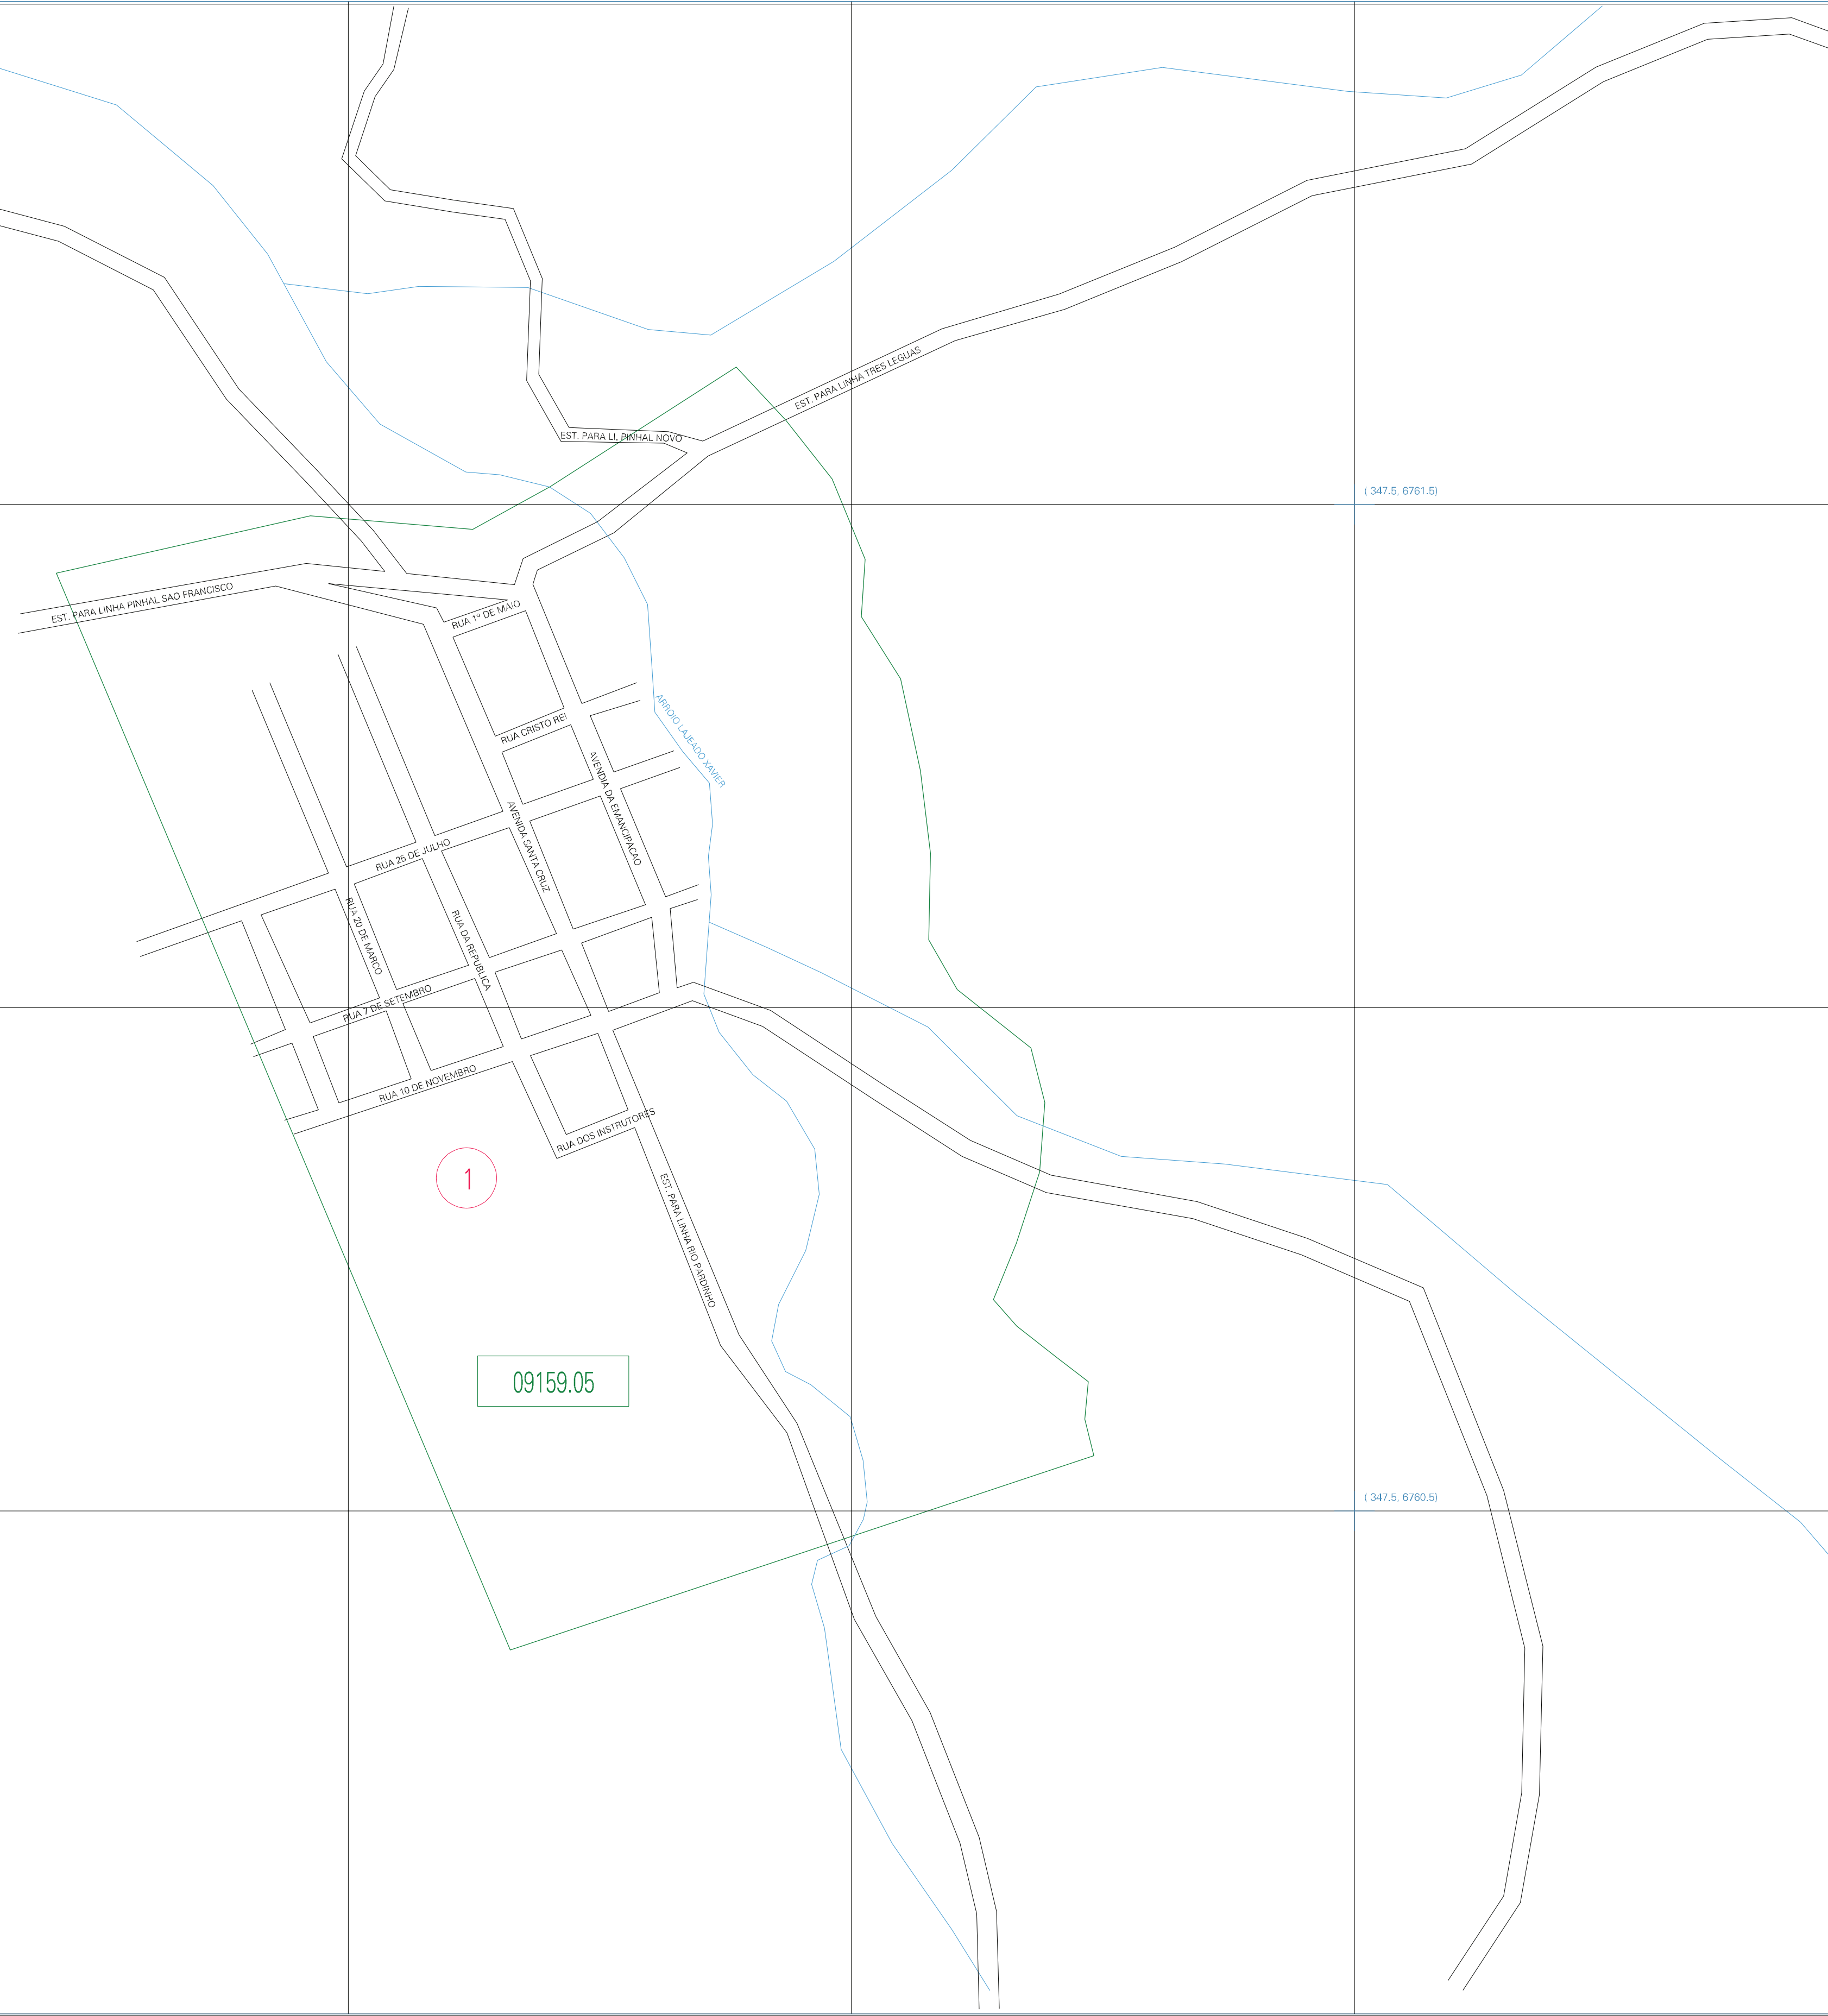 EST. PARA LINHA TRES LEGUAS
EST. PARA LI. PINHAL NOVO
( 347.5, 6761.5)
EST. PARA LINHA PINHAL SAO FRANCISCO
RUA 1º DE MAIO
RUA CRISTO REI
ARROIO LAJEADO XAVIER
AVENDIA DA EMANCIPACAO
AVENIDA SANTA CRUZ
RUA 25 DE JULHO
RUA 20 DE MARCO
RUA DA REPUBLICA
RUA 7 DE SETEMBRO
RUA 10 DE NOVEMBRO
RUA DOS INSTRUTORES
1
EST. PARA LINHA RIO PARDINHO
09159.05
( 347.5, 6760.5)